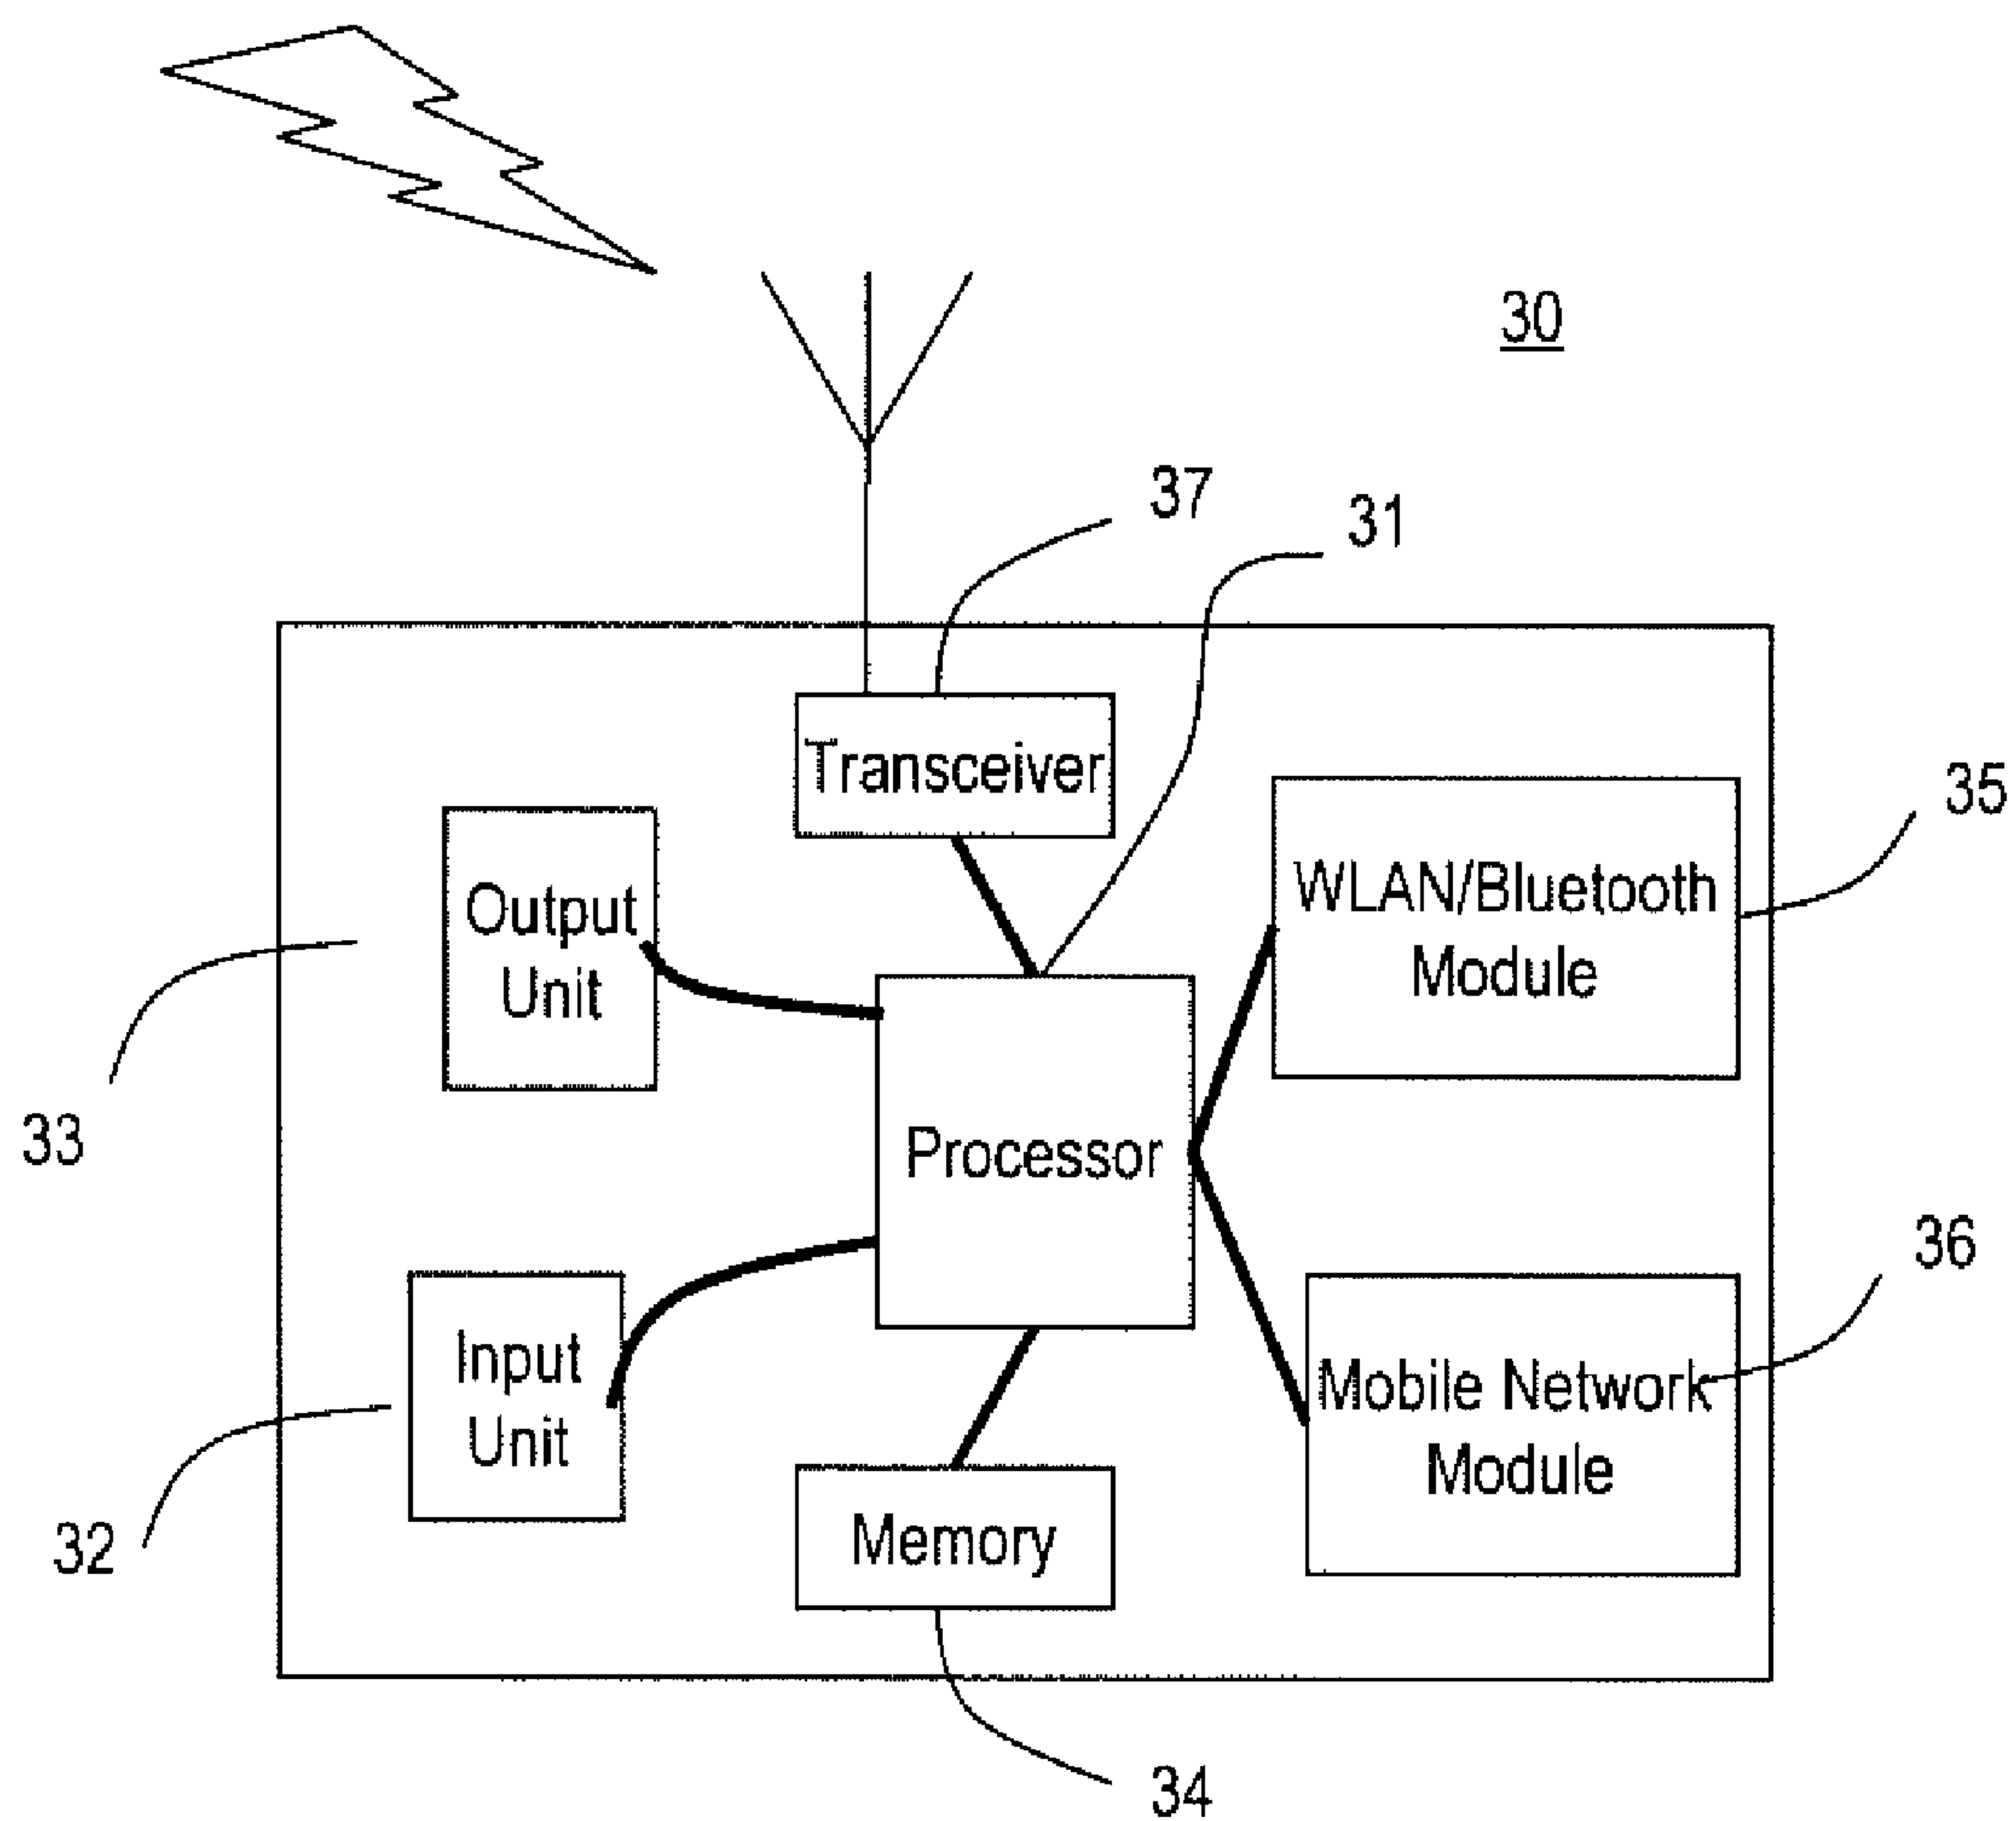 30
37
31
Transceiver
35
WLAN/Bluetooth
Module
Output
Unit
33
Processor
36
Mobile Network
Module
Input
Unit
32
Memory
34